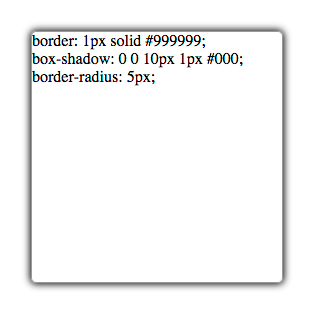 border: 1px solid #999999;
box-shadow: 0 0 10px 1px #000;
border-radius: 5px;